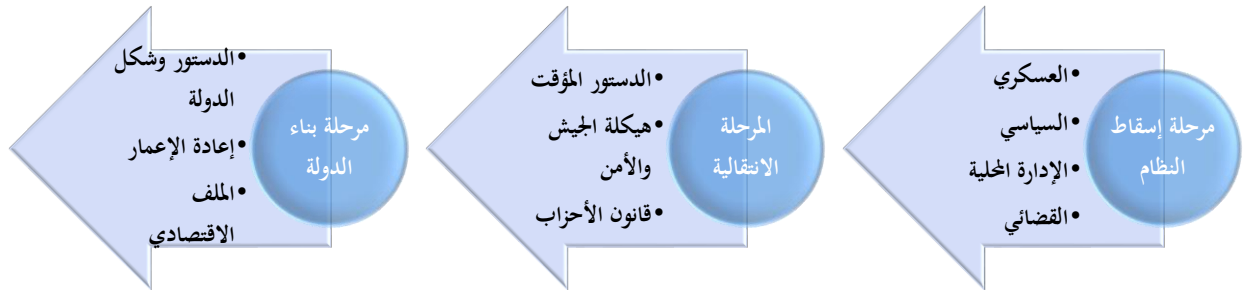 مرحلة إسقاط
النظام
•العسكري
•السياسي
•الإدارة المحلية
•القضائي
المرحلة
الانتقالية
•الدستور المؤقت
•هيكلة الجيش
والأمن
•قانون الأحزاب
مرحلة بناء
الدولة
•الدستور وشكل
الدولة
•إعادة الإعمار
•الملف
الاقتصادي